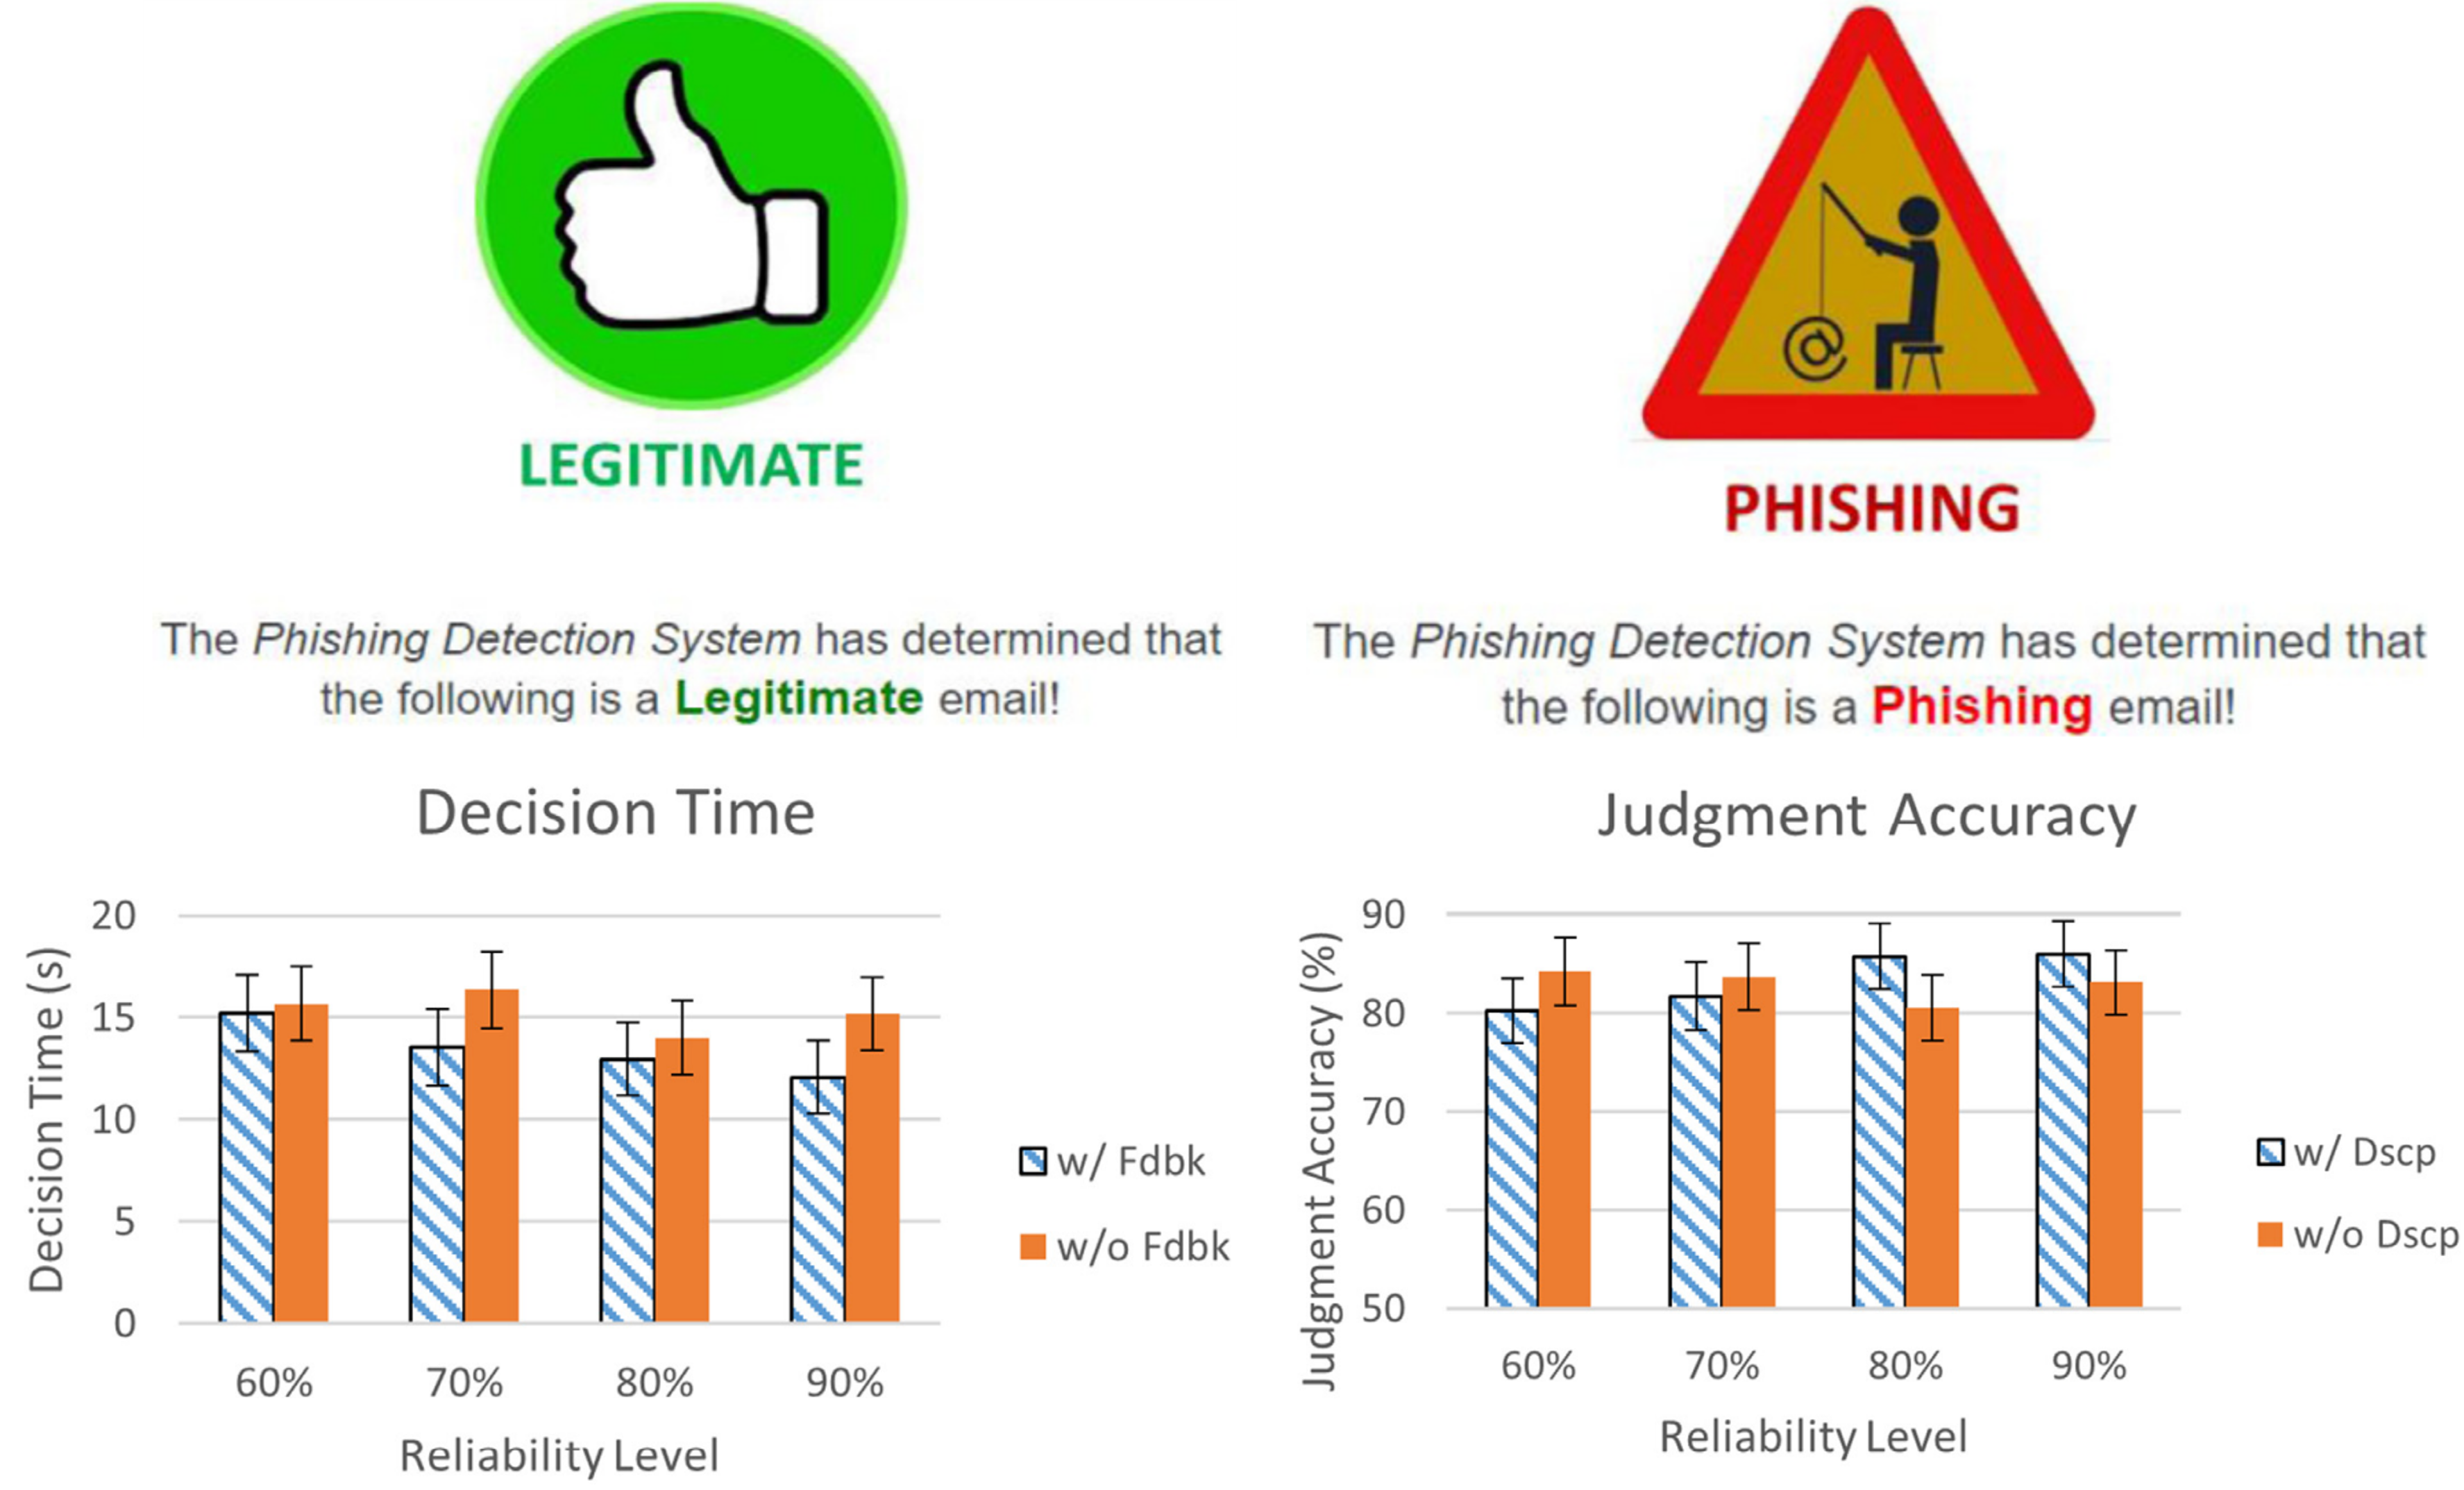 LEGITIMATE
PHISHING
The Phishing Detection System has determined that
the following is a Legitimate email!
The Phishing Detection System has determined that
the following is a Phishing email!
Decision Time
Decision Time (s)
20
15
10
5
0
60% 70% 80% 90%
Reliability Level
w/ Fdbk
w/o Fdbk
Judgment Accuracy
Judgment Accuracy (%)
90
80
70
60
50
60% 70% 80% 90%
Reliability Level
w/ Dscp
w/o Dscp